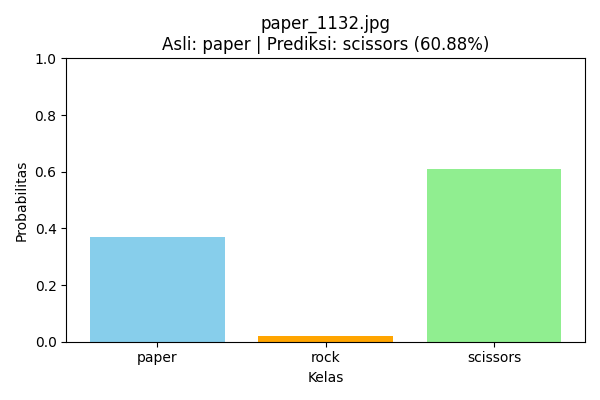 paper_1132.jpg
Asli: paper | Prediksi: scissors (60.88%)
Probabilitas
1.0
0.8
0.6
0.4
0.2
0.0
paper rock scissors
Kelas